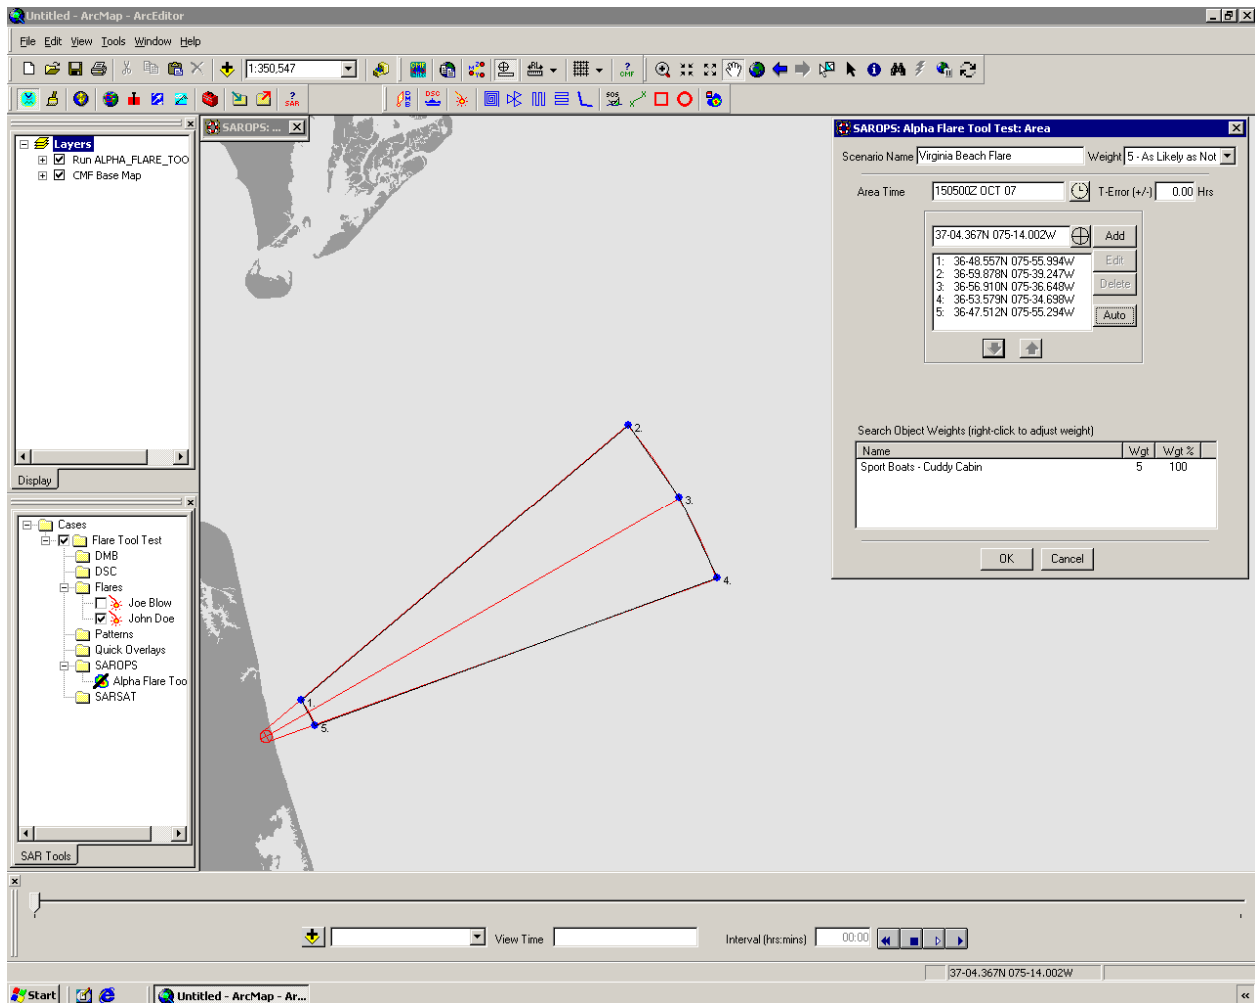 Untitled - ArcMap - ArcEditor
File Edit View Tools Window Help
1:350,547
? CMF
? SAR
DMB
DSC
SOS
Layers
Run ALPHA_FLARE_TOO
CMF Base Map
Display
SAROPS: ...
SAROPS: Alpha Flare Tool Test: Area
Scenario Name Virginia Beach Flare Weight 5 - As Likely as Not
Area Time 150500Z OCT 07 T-Error (+/-) 0.00 Hrs
37-04.367N 075-14.002W Add
1: 36-48.557N 075-55.994W Edit
2: 36-59.878N 075-39.247W
3: 36-56.910N 075-36.648W Delete
4: 36-53.579N 075-34.698W
5: 36-47.512N 075-55.294W Auto
Search Object Weights (right-click to adjust weight)
Name Wgt Wgt %
Sport Boats - Cuddy Cabin 5 100
OK Cancel
2.
3.
4.
1.
5.
Cases
Flare Tool Test
DMB
DSC
Flares
Joe Blow
John Doe
Patterns
Quick Overlays
SAROPS
Alpha Flare Too
SARSAT
SAR Tools
View Time Interval (hrs:mins) 00:00
37-04.367N 075-14.002W
Start Untitled - ArcMap - Ar...